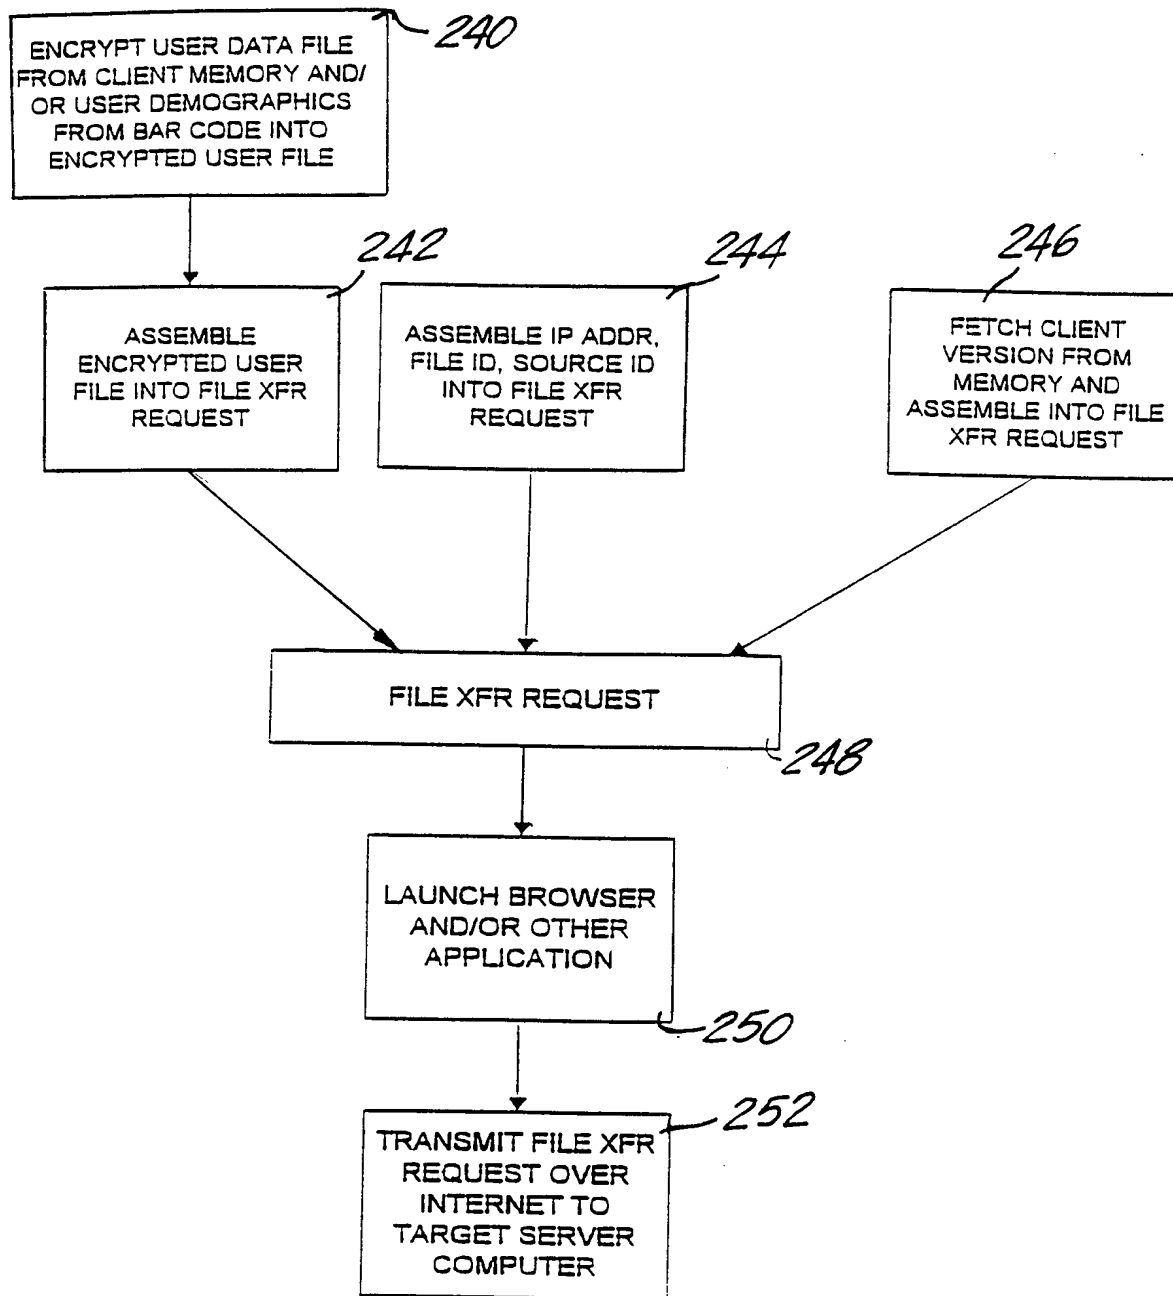 240
ENCRYPT USER DATA FILE
FROM CLIENT MEMORY AND/
OR USER DEMOGRAPHICS
FROM BAR CODE INTO
ENCRYPTED USER FILE
242
ASSEMBLE
ENCRYPTED USER
FILE INTO FILE XFR
REQUEST
244
ASSEMBLE IP ADDR,
FILE ID, SOURCE ID
INTO FILE XFR
REQUEST
246
FETCH CLIENT
VERSION FROM
MEMORY AND
ASSEMBLE INTO FILE
XFR REQUEST
FILE XFR REQUEST
248
LAUNCH BROWSER
AND/OR OTHER
APPLICATION
250
252
TRANSMIT FILE XFR
REQUEST OVER
INTERNET TO
TARGET SERVER
COMPUTER